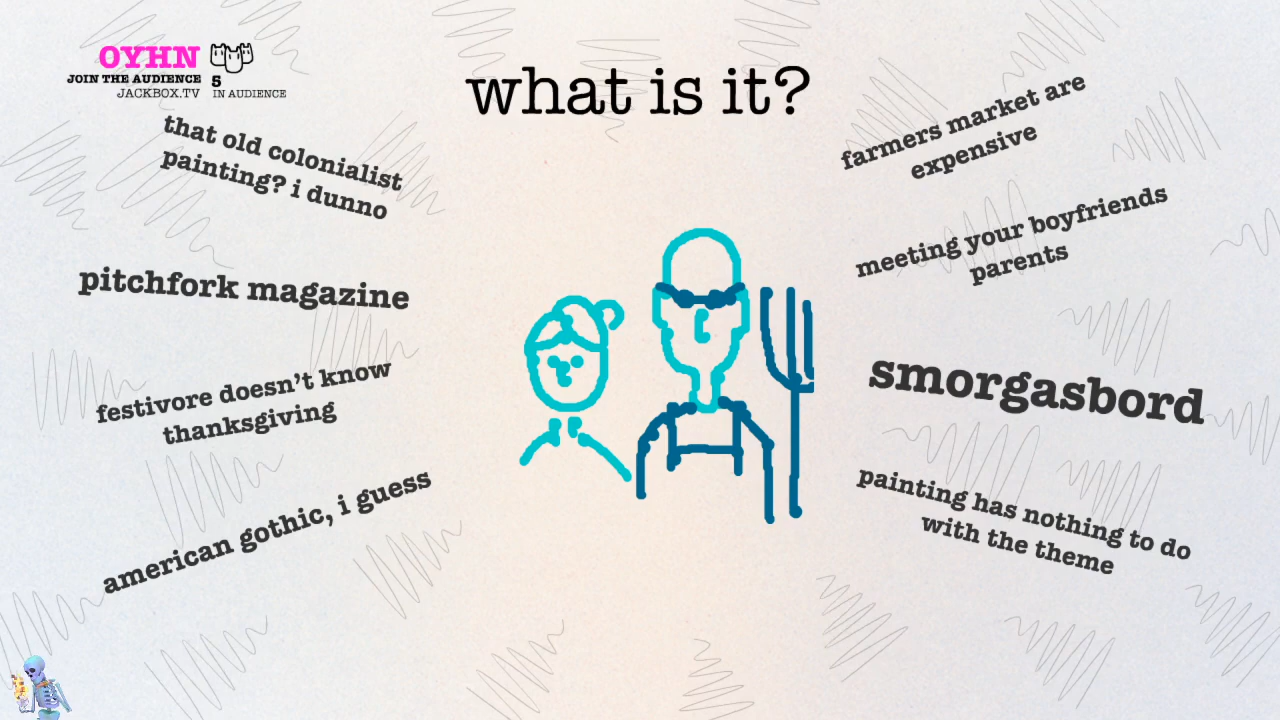 OYHN
JOIN THE AUDIENCE 5
JACKBOX.TV IN AUDIENCE
what is it?
that old colonialist
painting? i dunno
pitchfork magazine
festivore doesn't know
thanksgiving
american gothic, i guess
farmers market are
expensive
meeting your boyfriends
parents
smorgasbord
painting has nothing to do
with the theme